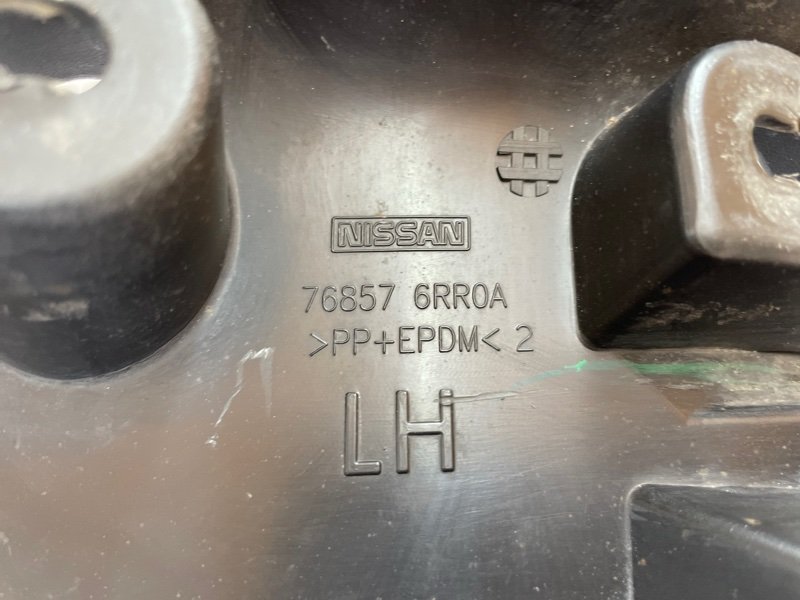 NISSAN
76857 6RR0A
>PP+EPDM< 2
LH